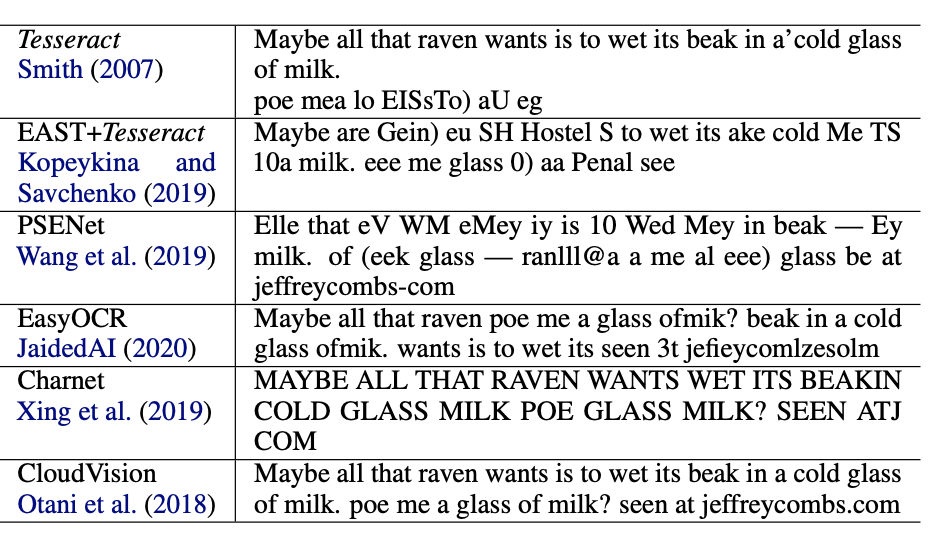 Tesseract
Smith (2007)
Maybe all that raven wants is to wet its beak in a’cold glass
of milk.
poe mea lo EISsTo) aU eg
EAST+Tesseract
Kopeykina and
Savchenko (2019)
Maybe are Gein) eu SH Hostel S to wet its ake cold Me TS
10a milk. eee me glass 0) aa Penal see
PSENet
Wang et al. (2019)
Elle that eV WM eMey iy is 10 Wed Mey in beak — Ey
milk. of (eek glass — ranlll@a a me al eee) glass be at
jeffreycombs-com
EasyOCR
JaidedAI (2020)
Maybe all that raven poe me a glass ofmik? beak in a cold
glass ofmik. wants is to wet its seen 3t jefieycomlzesolm
Charnet
Xing et al. (2019)
MAYBE ALL THAT RAVEN WANTS WET ITS BEAKIN
COLD GLASS MILK POE GLASS MILK? SEEN ATJ
COM
CloudVision
Otani et al. (2018)
Maybe all that raven wants is to wet its beak in a cold glass
of milk. poe me a glass of milk? seen at jeffreycombs.com